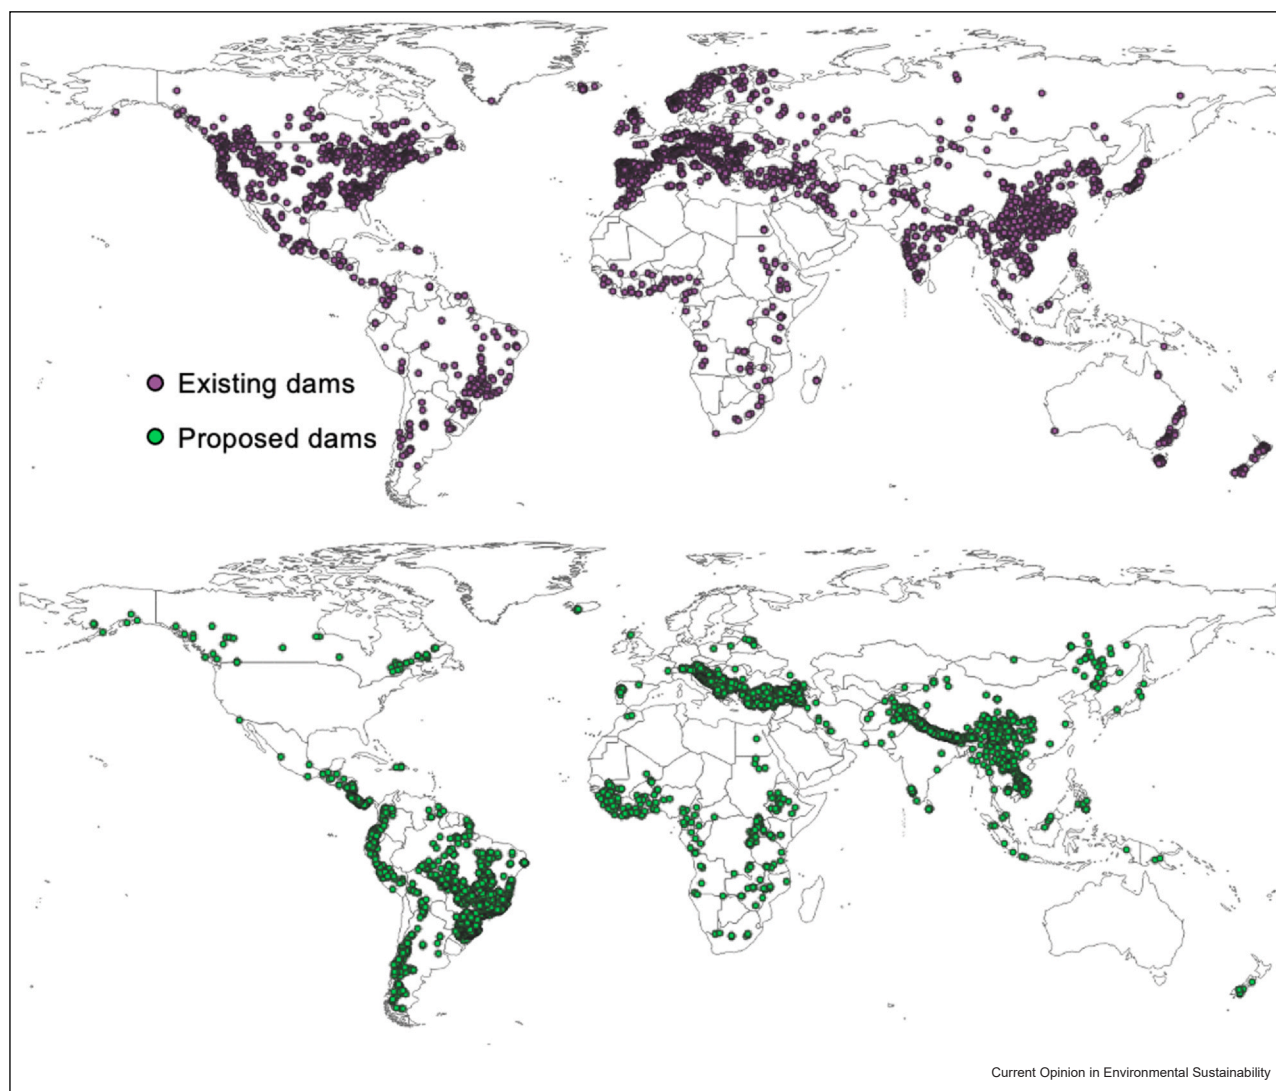 Existing dams
Proposed dams
Current Opinion in Environmental Sustainability